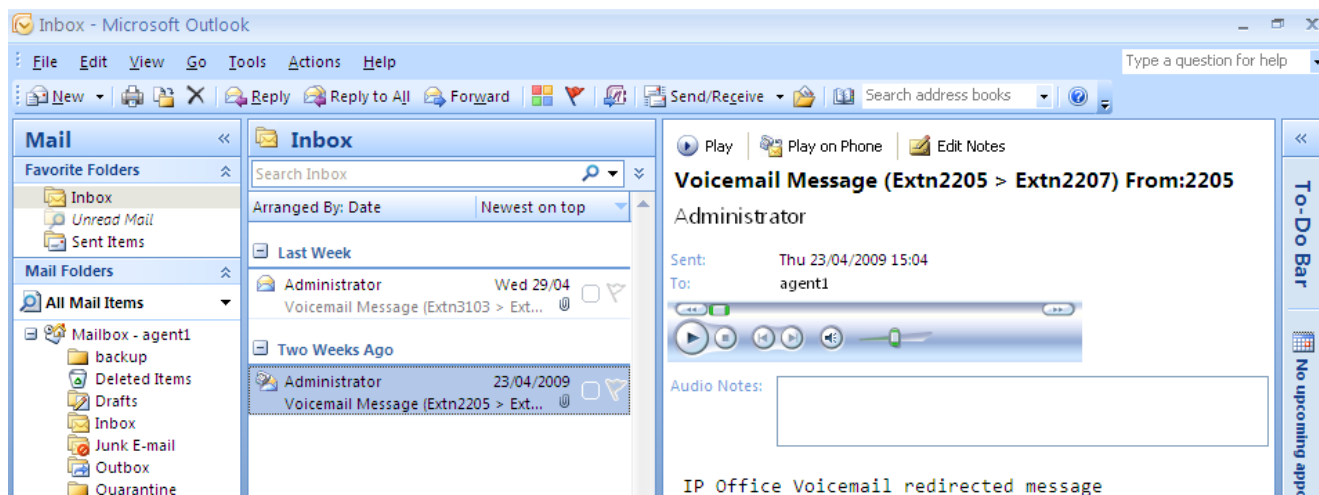 Inbox - Microsoft Outlook
File Edit View Go Tools Actions Help
Type a question for help
New Reply Reply to All Forward Send/Receive Search address books
Mail
Favorite Folders
Inbox
Unread Mail
Sent Items
Mail Folders
All Mail Items
Mailbox - agent1
backup
Deleted Items
Drafts
Inbox
Junk E-mail
Outbox
Quarantine
Inbox
Search Inbox
Arranged By: Date Newest on top
Last Week
Administrator Wed 29/04
Voicemail Message (Extn3103 > Ext...
Two Weeks Ago
Administrator 23/04/2009
Voicemail Message (Extn2205 > Ext...
Play Play on Phone Edit Notes
Voicemail Message (Extn2205 > Extn2207) From:2205
Administrator
Sent: Thu 23/04/2009 15:04
To: agent1
Audio Notes:
IP Office Voicemail redirected message
To-Do Bar
No upcoming appo